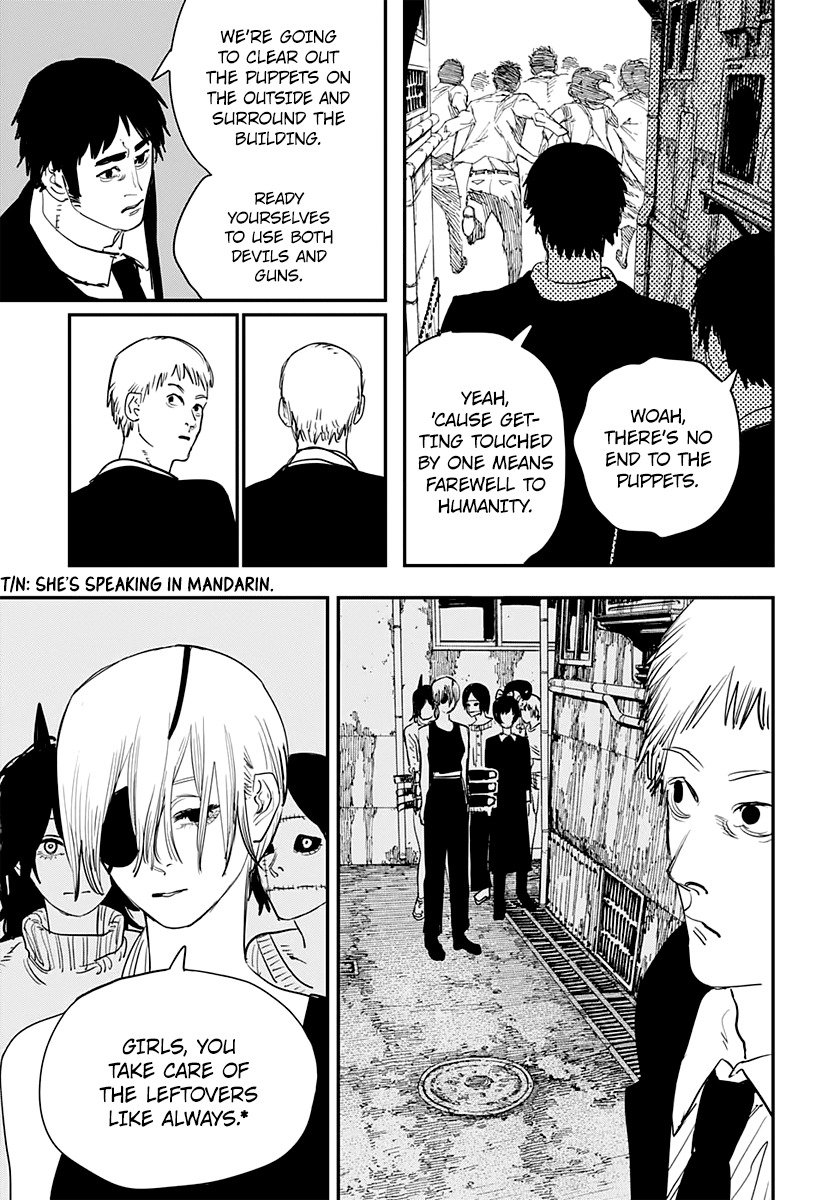 WOAH,
THERE'S NO
END TO THE
PUPPETS.
YEAH,
'CAUSE GET-
TING TOUCHED
BY ONE MEANS
FAREWELL TO
HUMANITY.
WE'RE GOING
TO CLEAR OUT
THE PUPPETS ON
THE OUTSIDE AND
SURROUND THE
BUILDING.
READY
YOURSELVES
TO USE BOTH
DEVILS AND
GUNS.
T/N: SHE'S SPEAKING IN MANDARIN.
GIRLS, YOU
TAKE CARE OF
THE LEFTOVERS
LIKE ALWAYS.*